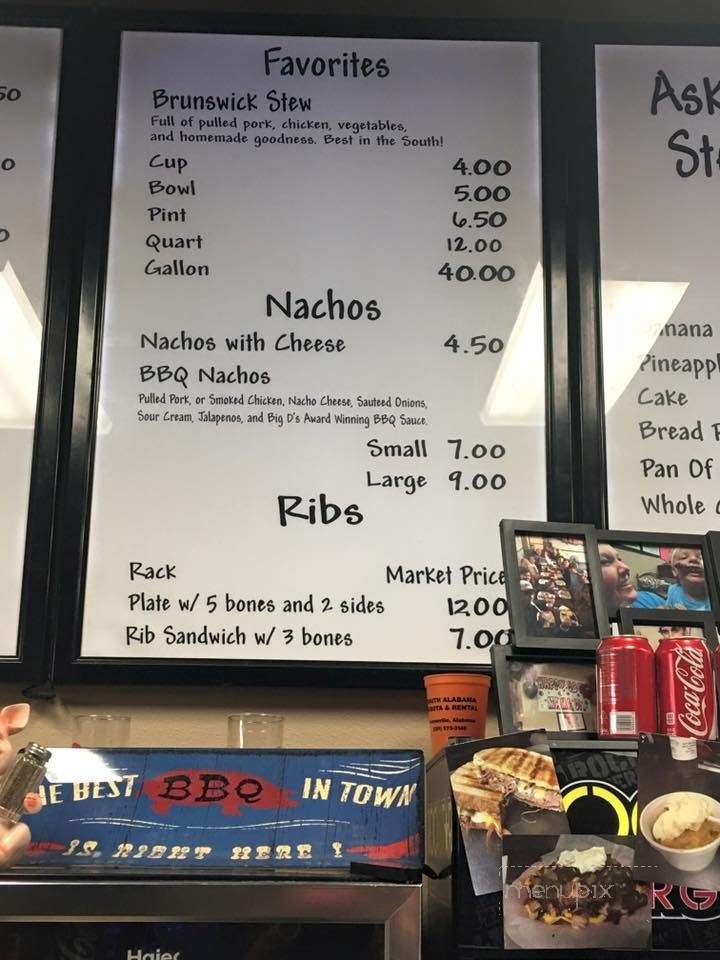 Favorites
Brunswick Stew
Full of pulled pork, chicken, vegetables,
and homemade goodness. Best in the South!
Cup 4.00
Bowl 5.00
Pint 6.50
Quart 12.00
Gallon 40.00
Nachos
Nachos with Cheese 4.50
BBQ Nachos
Pulled Pork, or Smoked Chicken, Nacho Cheese, Sauteed Onions,
Sour Cream, Jalapenos, and Big D's Award Winning BBQ Sauce.
Small 7.00
Large 9.00
Ribs
Rack Market Price
Plate w/ 5 bones and 2 sides 12.00
Rib Sandwich w/ 3 bones 7.00
50
0
Ask
Pineappl
Cake
Bread
Pan Of
Whole
Coca-Cola
& RENTAL
BEST BBQ IN TOWN
IS RIGHT HERE !
menupix
RG
Haier